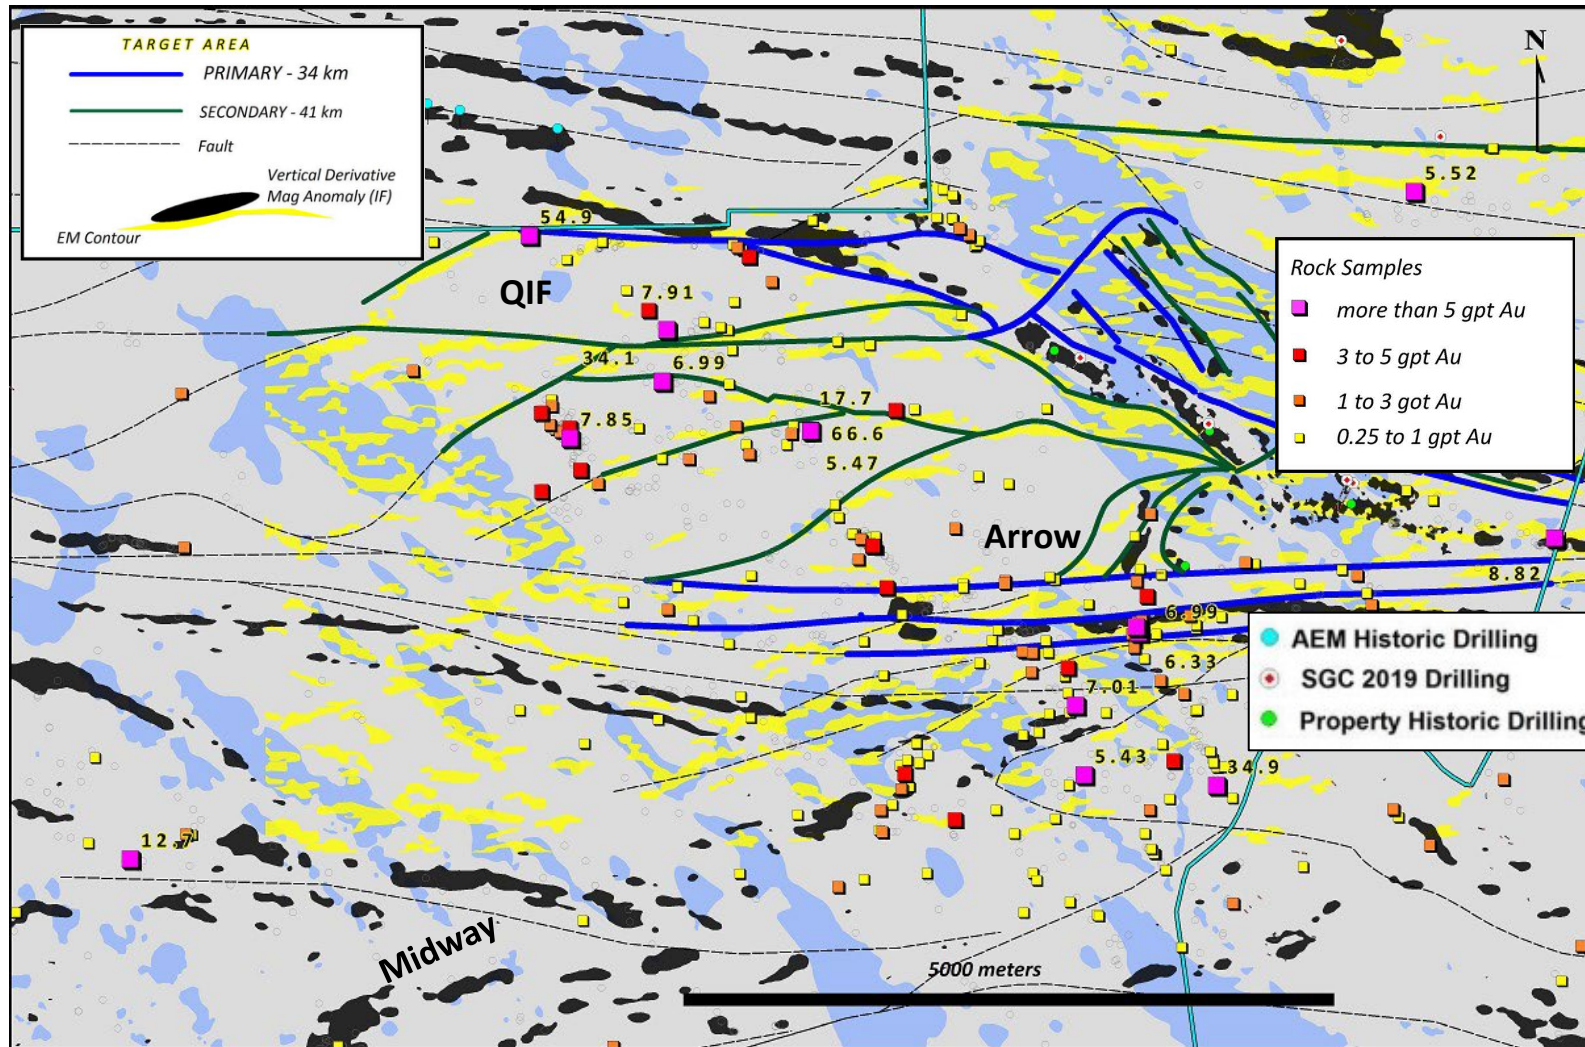 TARGET AREA
PRIMARY - 34 km
SECONDARY - 41 km
Fault
Vertical Derivative
Mag Anomaly (IF)
EM Contour
N
5.52
54.9
Rock Samples
more than 5 gpt Au
3 to 5 gpt Au
1 to 3 got Au
0.25 to 1 gpt Au
QIF
7.91
34.1
6.99
17.7
7.85
66.6
5.47
Arrow
8.82
6.99
6.33
7.01
AEM Historic Drilling
SGC 2019 Drilling
Property Historic Drilling
5.43
34.9
12.7
Midway
5000 meters